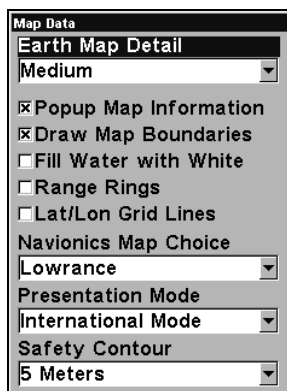 Map Data
Earth Map Detail
Medium
Popup Map Information
Draw Map Boundaries
Fill Water with White
Range Rings
Lat/Lon Grid Lines
Navionics Map Choice
Lowrance
Presentation Mode
International Mode
Safety Contour
5 Meters